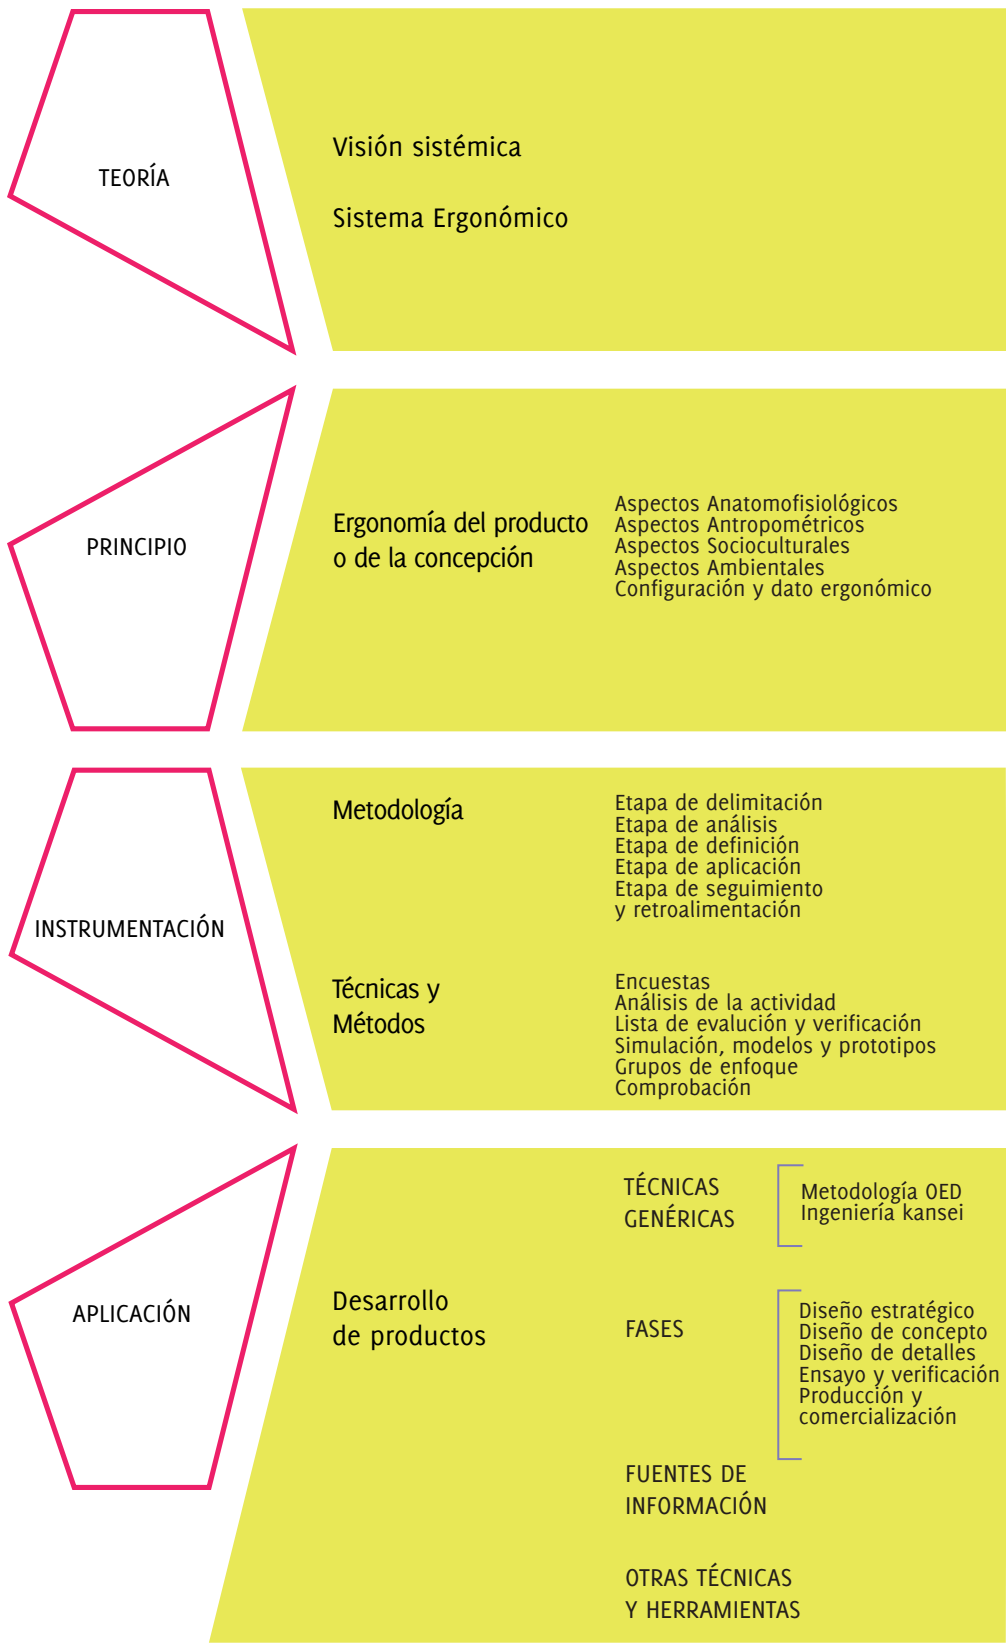 TEORÍA
Visión sistémica
Sistema Ergonómico
PRINCIPIO
Ergonomía del producto
o de la concepción
Aspectos Anatomofisiológicos
Aspectos Antropométricos
Aspectos Socioculturales
Aspectos Ambientales
Configuración y dato ergonómico
INSTRUMENTACIÓN
Metodología
Etapa de delimitación
Etapa de análisis
Etapa de definición
Etapa de aplicación
Etapa de seguimiento
y retroalimentación
Técnicas y
Métodos
Encuestas
Análisis de la actividad
Lista de evalución y verificación
Simulación, modelos y prototipos
Grupos de enfoque
Comprobación
APLICACIÓN
Desarrollo
de productos
TÉCNICAS
GENÉRICAS
Metodología OED
Ingeniería kansei
FASES
Diseño estratégico
Diseño de concepto
Diseño de detalles
Ensayo y verificación
Producción y
comercialización
FUENTES DE
INFORMACIÓN
OTRAS TÉCNICAS
Y HERRAMIENTAS